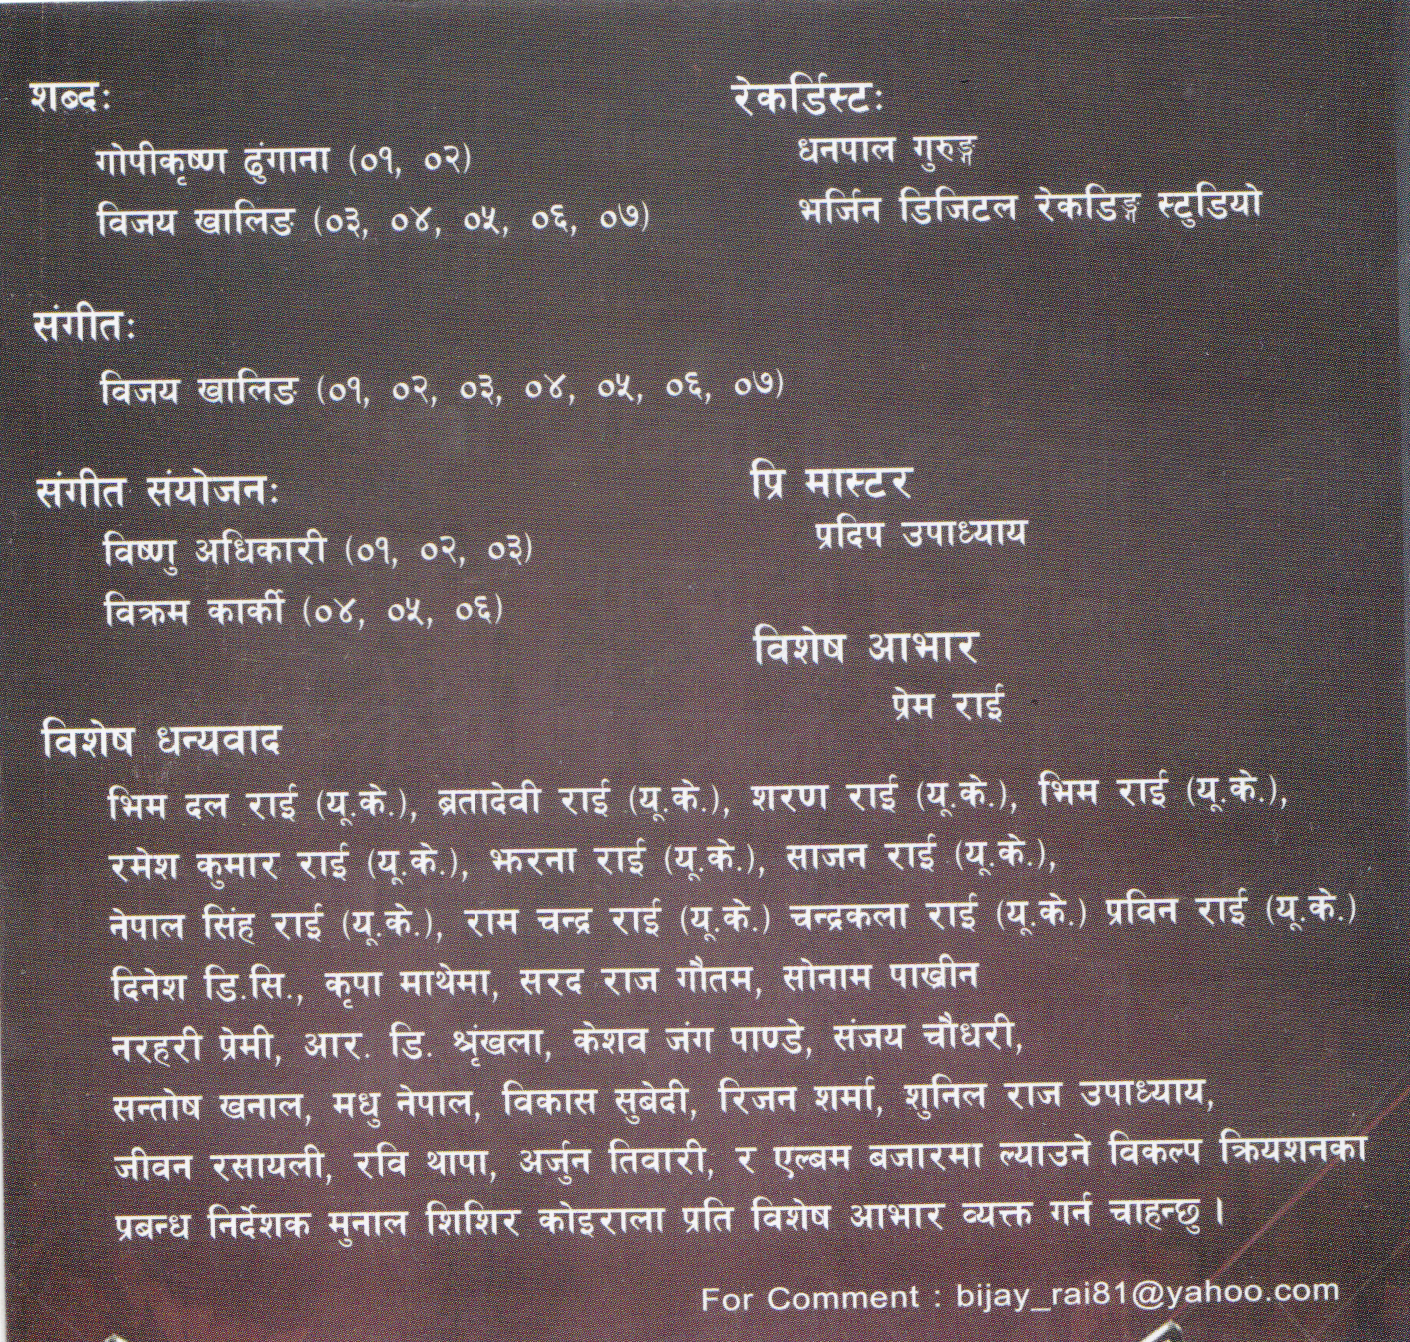 शब्दः
गोपीकृष्ण ढुंगाना (०१, ०२)
विजय खालिङ (०३, ०४, ०५, ०६, ०७)
रेकर्डिस्टः
धनपाल गुरुङ्ग
भर्जिन डिजिटल रेकडिङ्ग स्टुडियो
संगीतः
विजय खालिङ (०१, ०२, ०३, ०४, ०५, ०६, ०७)
संगीत संयोजनः
विष्णु अधिकारी (०१, ०२, ०३)
विक्रम कार्की (०४, ०५, ०६)
प्रि मास्टर
प्रदिप उपाध्याय
विशेष आभार
प्रेम राई
विशेष धन्यवाद
भिम दल राई (यू.के.), ब्रतादेवी राई (यू.के.), शरण राई (यू.के.), भिम राई (यू.के.),
रमेश कुमार राई (यू.के.), झरना राई (यू.के.), साजन राई (यू.के.),
नेपाल सिंह राई (यू.के.), राम चन्द्र राई (यू.के.) चन्द्रकला राई (यू.के.) प्रविन राई (यू.के.)
दिनेश डि.सि., कृपा माथेमा, सरद राज गौतम, सोनाम पाख्रीन
नरहरी प्रेमी, आर. डि. श्रृंखला, केशव जंग पाण्डे, संजय चौधरी,
सन्तोष खनाल, मधु नेपाल, विकास सुबेदी, रिजन शर्मा, शुनिल राज उपाध्याय,
जीवन रसायली, रवि थापा, अर्जुन तिवारी, र एल्बम बजारमा ल्याउने विकल्प क्रियशनका
प्रबन्ध निर्देशक मुनाल शिशिर कोइराला प्रति विशेष आभार व्यक्त गर्न चाहन्छु ।
For Comment : bijay_rai81@yahoo.com